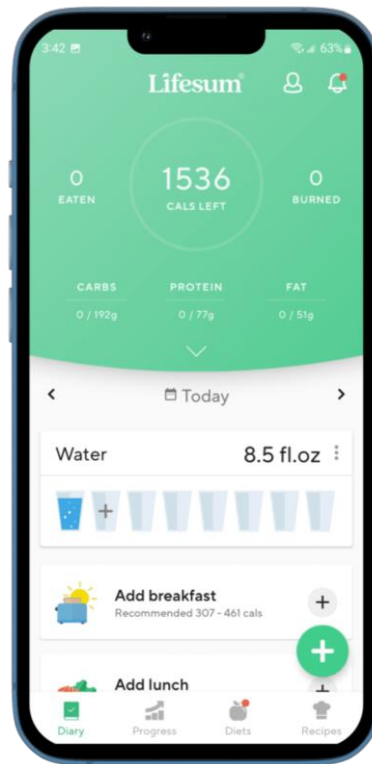 3:42 63%
Lifesum®
0 EATEN
1536 CALS LEFT
0 BURNED
CARBS PROTEIN FAT
0 / 192g 0 / 77g 0 / 51g
Today
Water 8.5 fl.oz
Add breakfast
Recommended 307 - 461 cals
Add lunch
Diary Progress Diets Recipes